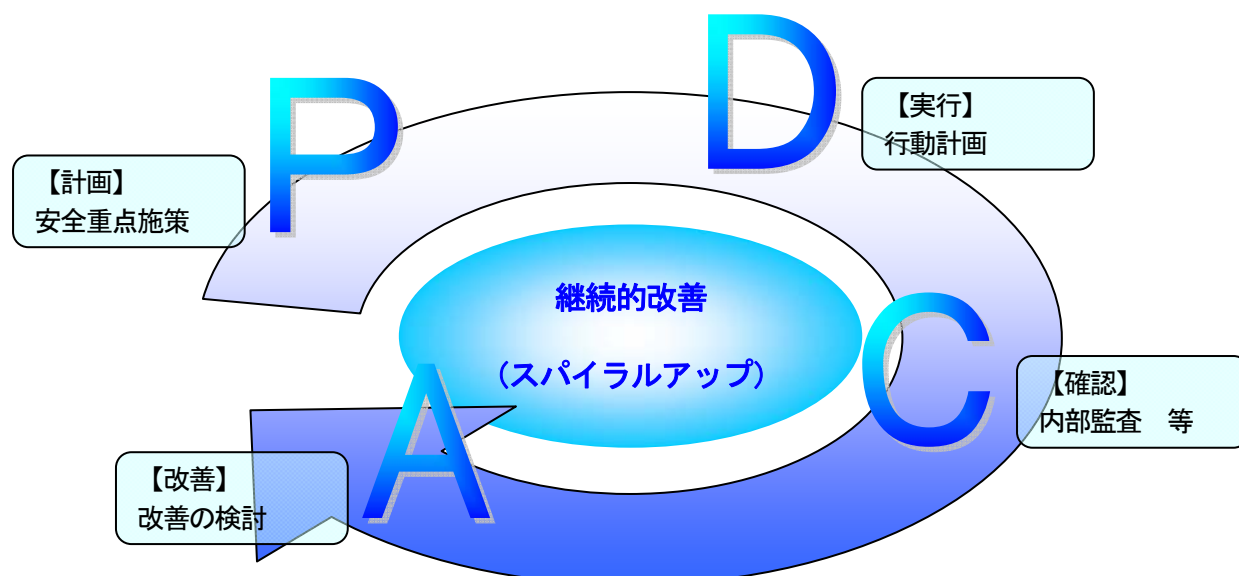 P
【計画】
安全重点施策
D
【実行】
行動計画
継続的改善
(スパイラルアップ)
C
【確認】
内部監査　等
A
【改善】
改善の検討